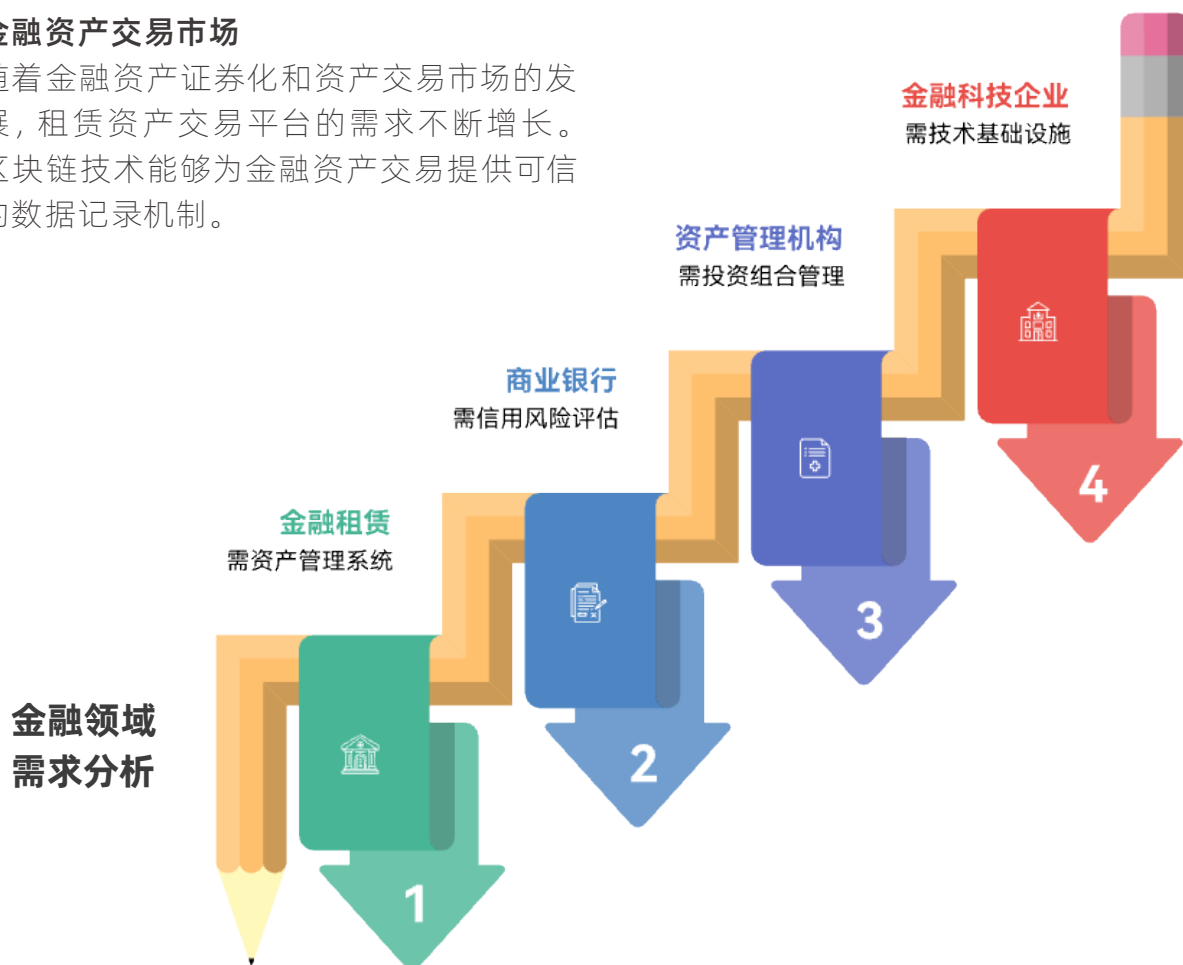 金融资产交易市场
随着金融资产证券化和资产交易市场的发
展，租赁资产交易平台的需求不断增长。
区块链技术能够为金融资产交易提供可信
的数据记录机制。
金融科技企业
需技术基础设施
资产管理机构
需投资组合管理
商业银行
需信用风险评估
金融租赁
需资产管理系统
金融领域
需求分析
4
3
2
1